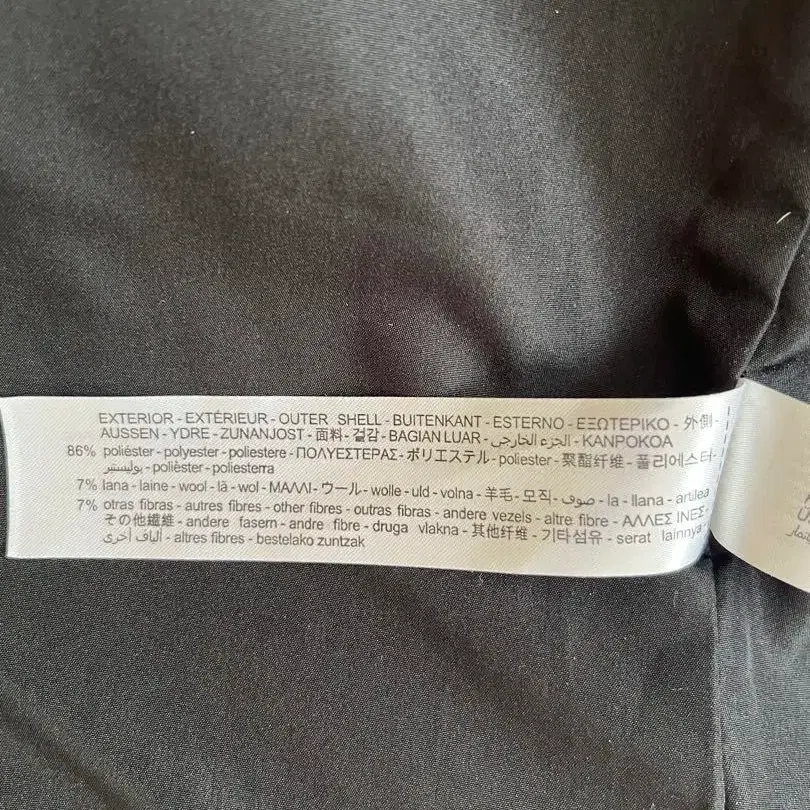 EXTERIOR - EXTÉRIEUR - OUTER SHELL - BUITENKANT - ESTERNO - ΕΞΩΤΕΡΙΚΟ - 外側 -
AUSSEN - YDRE - ZUNANJOST - 面料 - 겉감 - BAGIAN LUAR - الجزء الخارجي - KANPOKOA
86% poliéster - polyester - poliestere - ΠΟΛΥΕΣΤΕΡΑΣ - ポリエステル - poliester - 聚酯纤维 - 폴리에스터 -
بوليستير - polièster - poliesterra
7% lana - laine - wool - lã - wol - ΜΑΛΛΙ - ウール - wolle - uld - volna - 羊毛 - 모직 - صوف - la - llana - artilea
7% otras fibras - autres fibres - other fibres - outras fibras - andere vezels - altre fibre - ΑΛΛΕΣ ΙΝΕΣ -
その他繊維 - andere fasern - andre fibre - druga vlakna - 其他纤维 - 기타섬유 - serat lainnya -
ألياف أخرى - altres fibres - bestelako zuntzak